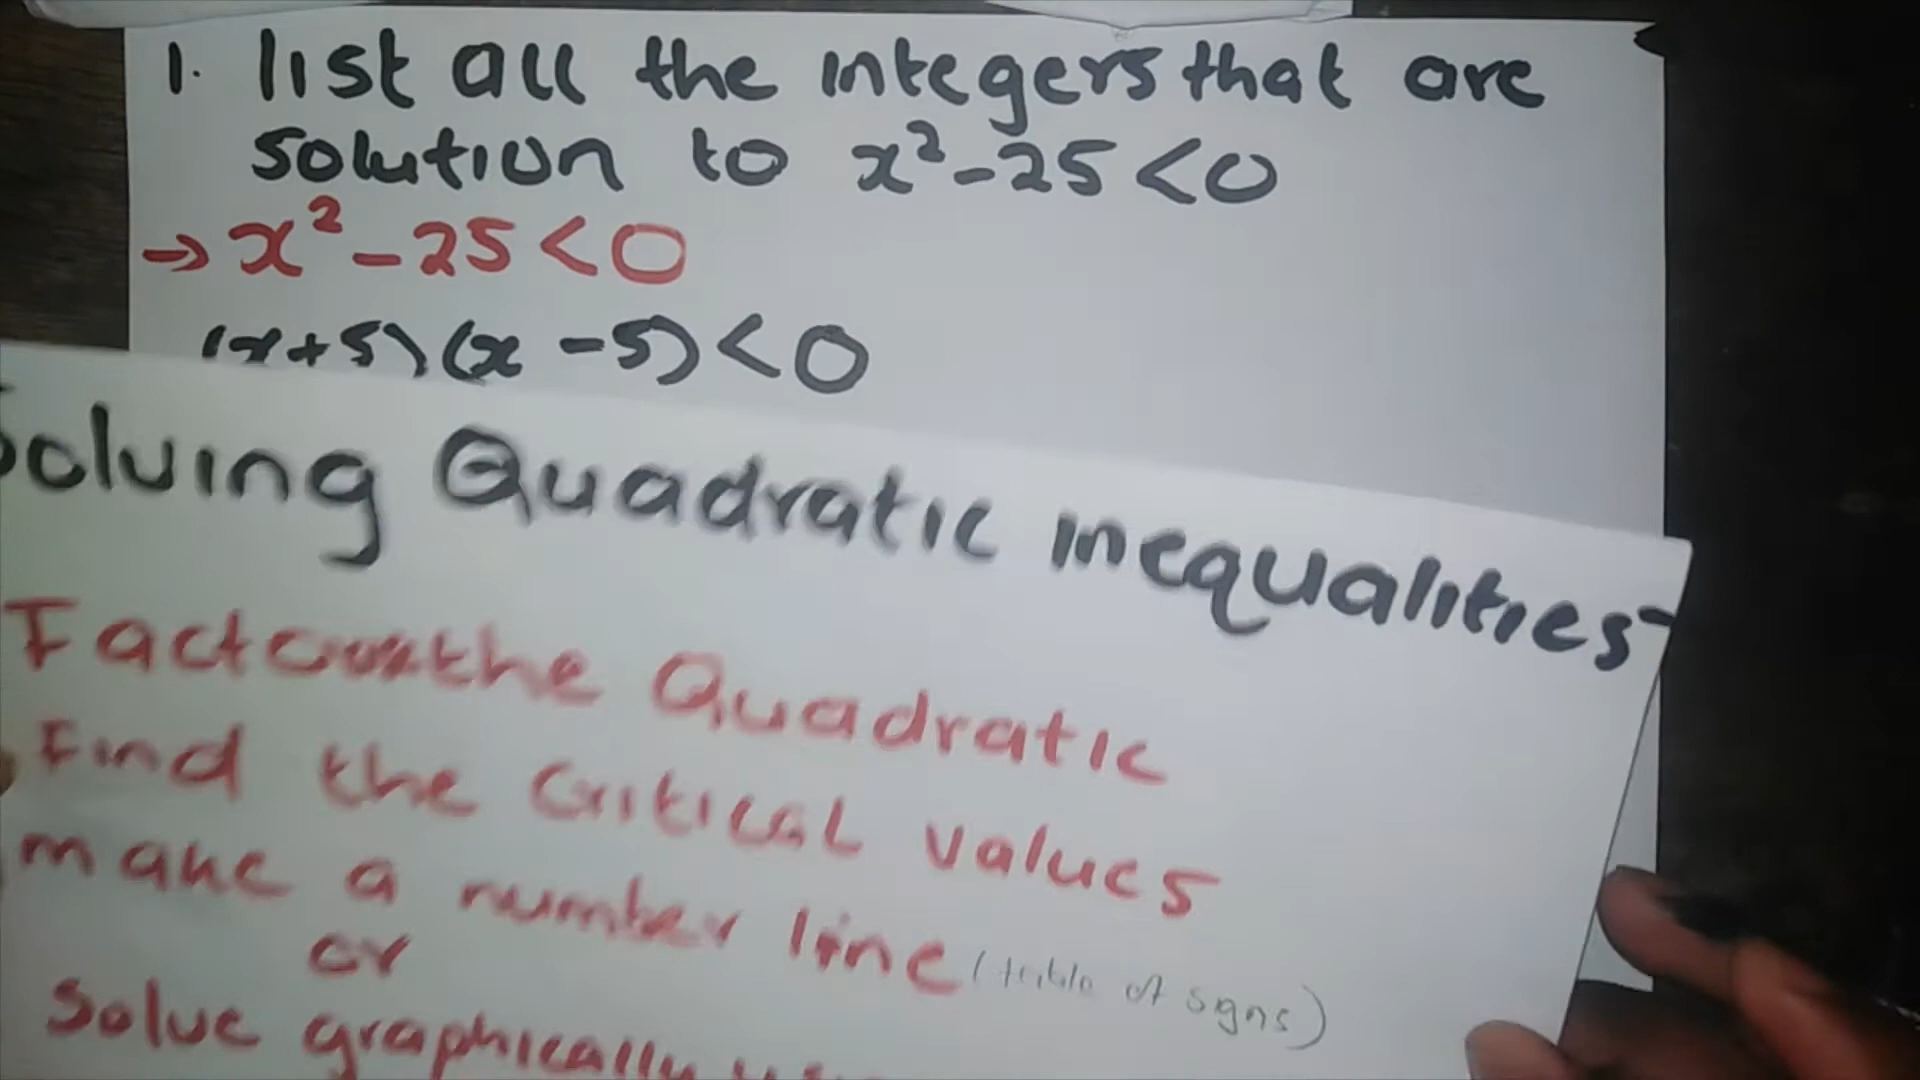 1. list all the integers that are
solution to x²-25<0
→x²-25<0
(x+5)(x-5)<0
Solving Quadratic inequalities
Factor the Quadratic
Find the critical values
make a number line (table of signs)
or
Solve graphically